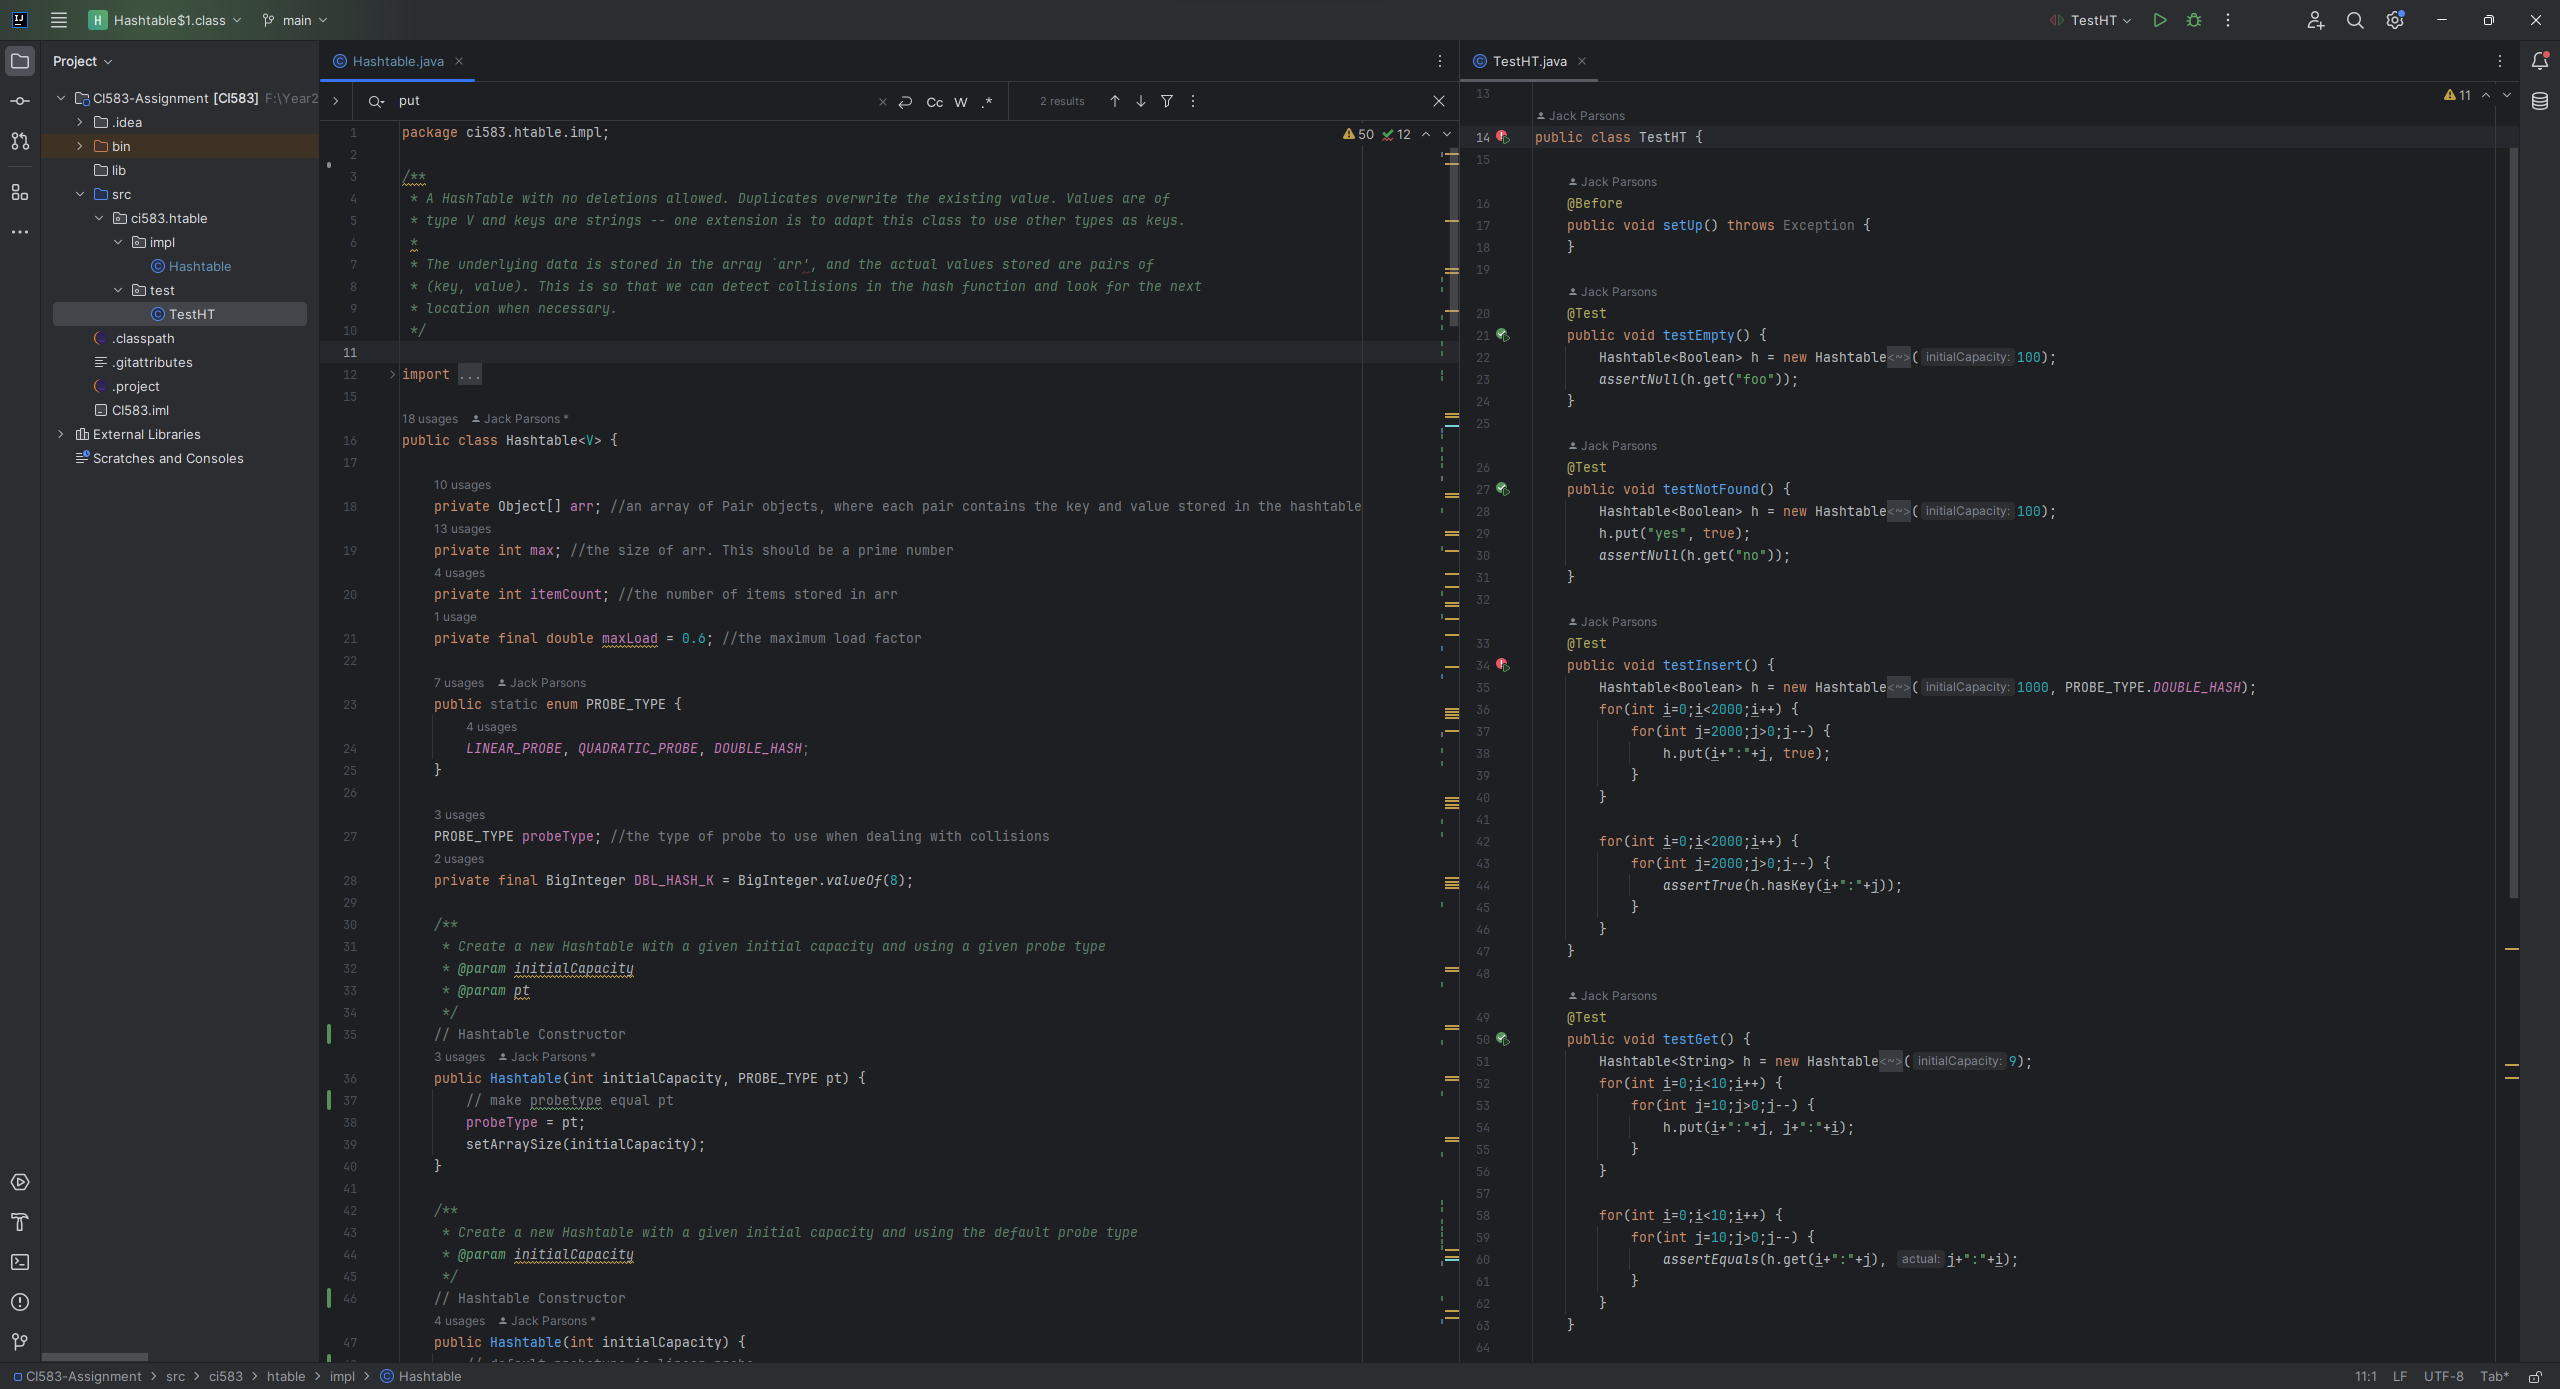 H Hashtable$1.class main TestHT
Project
CI583-Assignment [CI583] F:\Year2
.idea
bin
lib
src
ci583.htable
impl
Hashtable
test
TestHT
.classpath
.gitattributes
.project
CI583.iml
External Libraries
Scratches and Consoles
Hashtable.java
put Cc W .* 2 results
50 12
1 package ci583.htable.impl;
2
3 /**
4 * A HashTable with no deletions allowed. Duplicates overwrite the existing value. Values are of
5 * type V and keys are strings -- one extension is to adapt this class to use other types as keys.
6 *
7 * The underlying data is stored in the array `arr', and the actual values stored are pairs of
8 * (key, value). This is so that we can detect collisions in the hash function and look for the next
9 * location when necessary.
10 */
11
12 import ...
15
18 usages Jack Parsons *
16 public class Hashtable<V> {
17
10 usages
18 private Object[] arr; //an array of Pair objects, where each pair contains the key and value stored in the hashtable
13 usages
19 private int max; //the size of arr. This should be a prime number
4 usages
20 private int itemCount; //the number of items stored in arr
1 usage
21 private final double maxLoad = 0.6; //the maximum load factor
22
7 usages Jack Parsons
23 public static enum PROBE_TYPE {
4 usages
24 LINEAR_PROBE, QUADRATIC_PROBE, DOUBLE_HASH;
25 }
26
3 usages
27 PROBE_TYPE probeType; //the type of probe to use when dealing with collisions
2 usages
28 private final BigInteger DBL_HASH_K = BigInteger.valueOf(8);
29
30 /**
31 * Create a new Hashtable with a given initial capacity and using a given probe type
32 * @param initialCapacity
33 * @param pt
34 */
35 // Hashtable Constructor
3 usages Jack Parsons *
36 public Hashtable(int initialCapacity, PROBE_TYPE pt) {
37 // make probetype equal pt
38 probeType = pt;
39 setArraySize(initialCapacity);
40 }
41
42 /**
43 * Create a new Hashtable with a given initial capacity and using the default probe type
44 * @param initialCapacity
45 */
46 // Hashtable Constructor
4 usages Jack Parsons *
47 public Hashtable(int initialCapacity) {
TestHT.java
11
13
Jack Parsons
14 public class TestHT {
15
Jack Parsons
16 @Before
17 public void setUp() throws Exception {
18 }
19
Jack Parsons
20 @Test
21 public void testEmpty() {
22 Hashtable<Boolean> h = new Hashtable<~>( initialCapacity: 100);
23 assertNull(h.get("foo"));
24 }
25
Jack Parsons
26 @Test
27 public void testNotFound() {
28 Hashtable<Boolean> h = new Hashtable<~>( initialCapacity: 100);
29 h.put("yes", true);
30 assertNull(h.get("no"));
31 }
32
Jack Parsons
33 @Test
34 public void testInsert() {
35 Hashtable<Boolean> h = new Hashtable<~>( initialCapacity: 1000, PROBE_TYPE.DOUBLE_HASH);
36 for(int i=0;i<2000;i++) {
37 for(int j=2000;j>0;j--) {
38 h.put(i+":"+j, true);
39 }
40 }
41
42 for(int i=0;i<2000;i++) {
43 for(int j=2000;j>0;j--) {
44 assertTrue(h.hasKey(i+":"+j));
45 }
46 }
47 }
48
Jack Parsons
49 @Test
50 public void testGet() {
51 Hashtable<String> h = new Hashtable<~>( initialCapacity: 9);
52 for(int i=0;i<10;i++) {
53 for(int j=10;j>0;j--) {
54 h.put(i+":"+j, j+":"+i);
55 }
56 }
57
58 for(int i=0;i<10;i++) {
59 for(int j=10;j>0;j--) {
60 assertEquals(h.get(i+":"+j), actual: j+":"+i);
61 }
62 }
63 }
64
CI583-Assignment > src > ci583 > htable > impl > Hashtable 11:1 LF UTF-8 Tab*